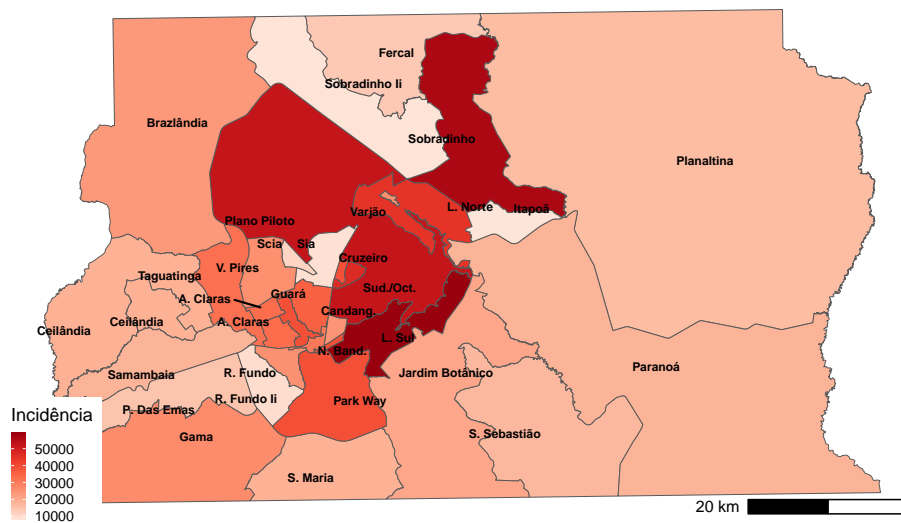 Fercal
Sobradinho Ii
Brazlândia
Sobradinho
Planaltina
L. Norte
Itapoã
Varjão
Plano Piloto
Scia
Sia
Cruzeiro
V. Pires
Taguatinga
Sud./Oct.
Guará
A. Claras
Candang.
A. Claras
Ceilândia
Ceilândia
L. Sul
N. Band.
Paranoá
R. Fundo
Jardim Botânico
Samambaia
R. Fundo Ii
Park Way
P. Das Emas
Gama
S. Sebastião
S. Maria
Incidência
50000
40000
30000
20000
10000
20 km